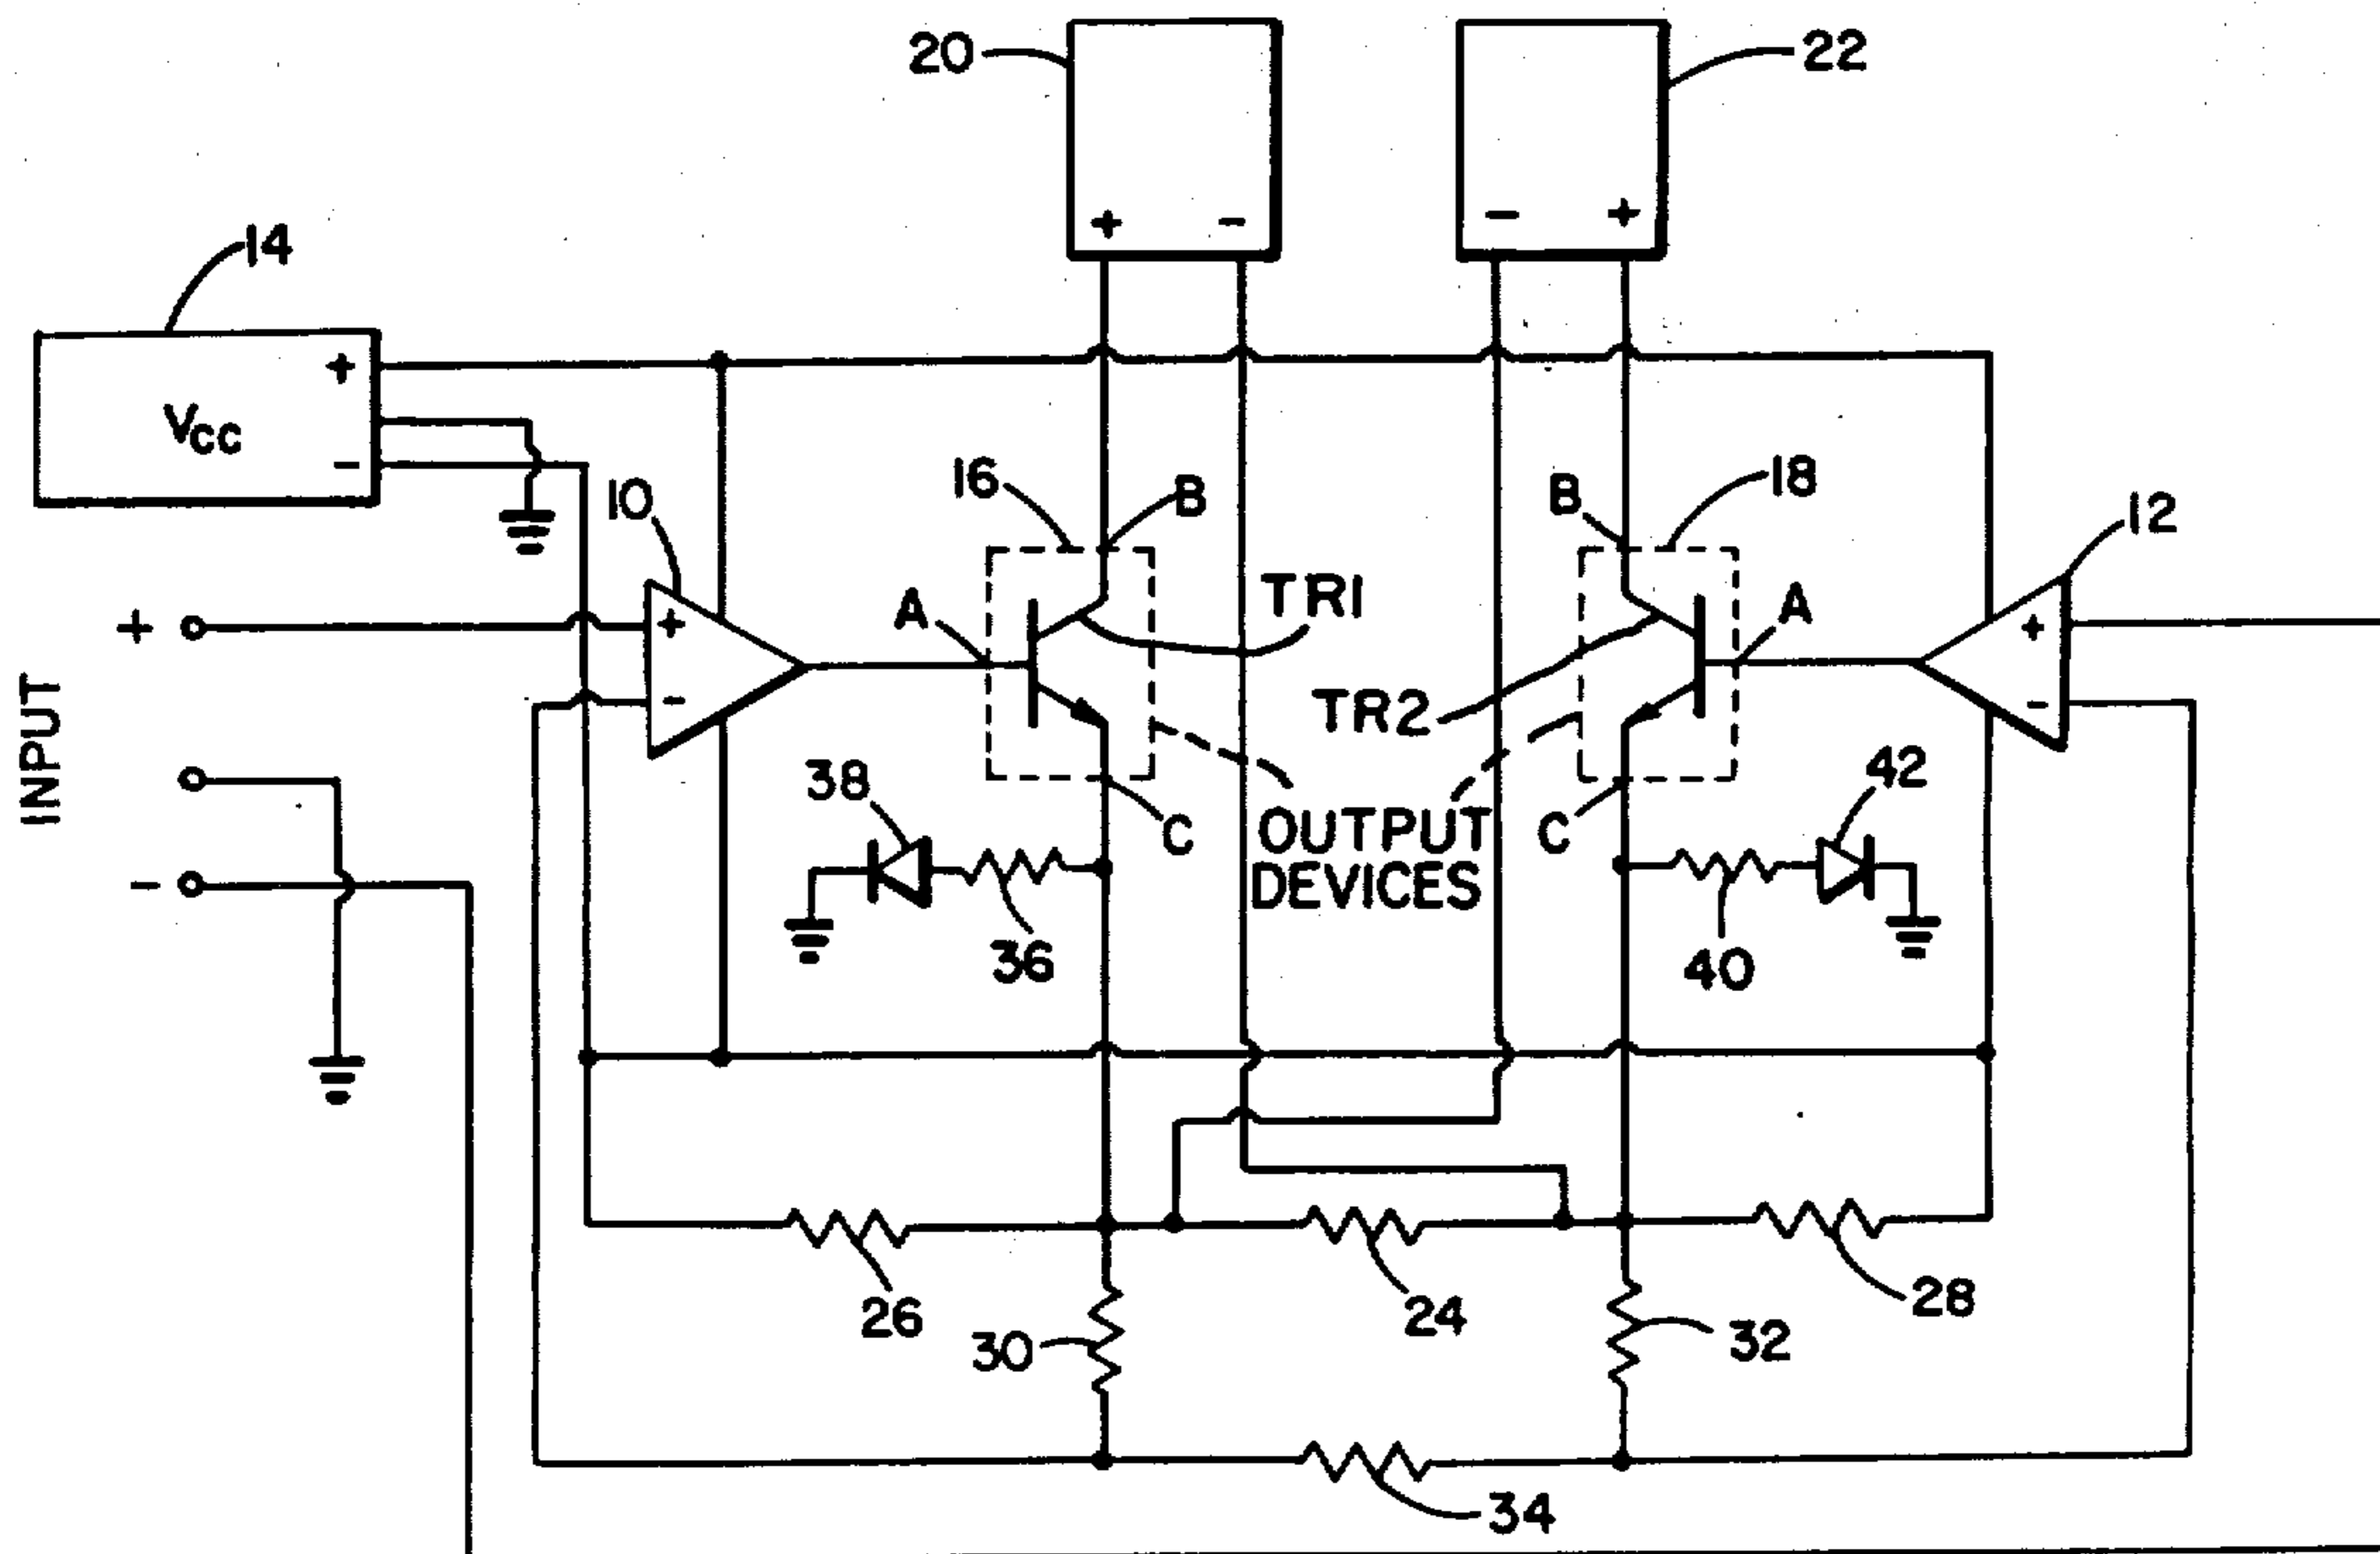 20
22
+ -
- +
14
+
Vcc
-
10
16
B
B
18
12
A
TR1
A
+
+
+
-
TR2
-
INPUT
38
C
OUTPUT
DEVICES
C
42
-
36
40
26
24
28
30
32
34